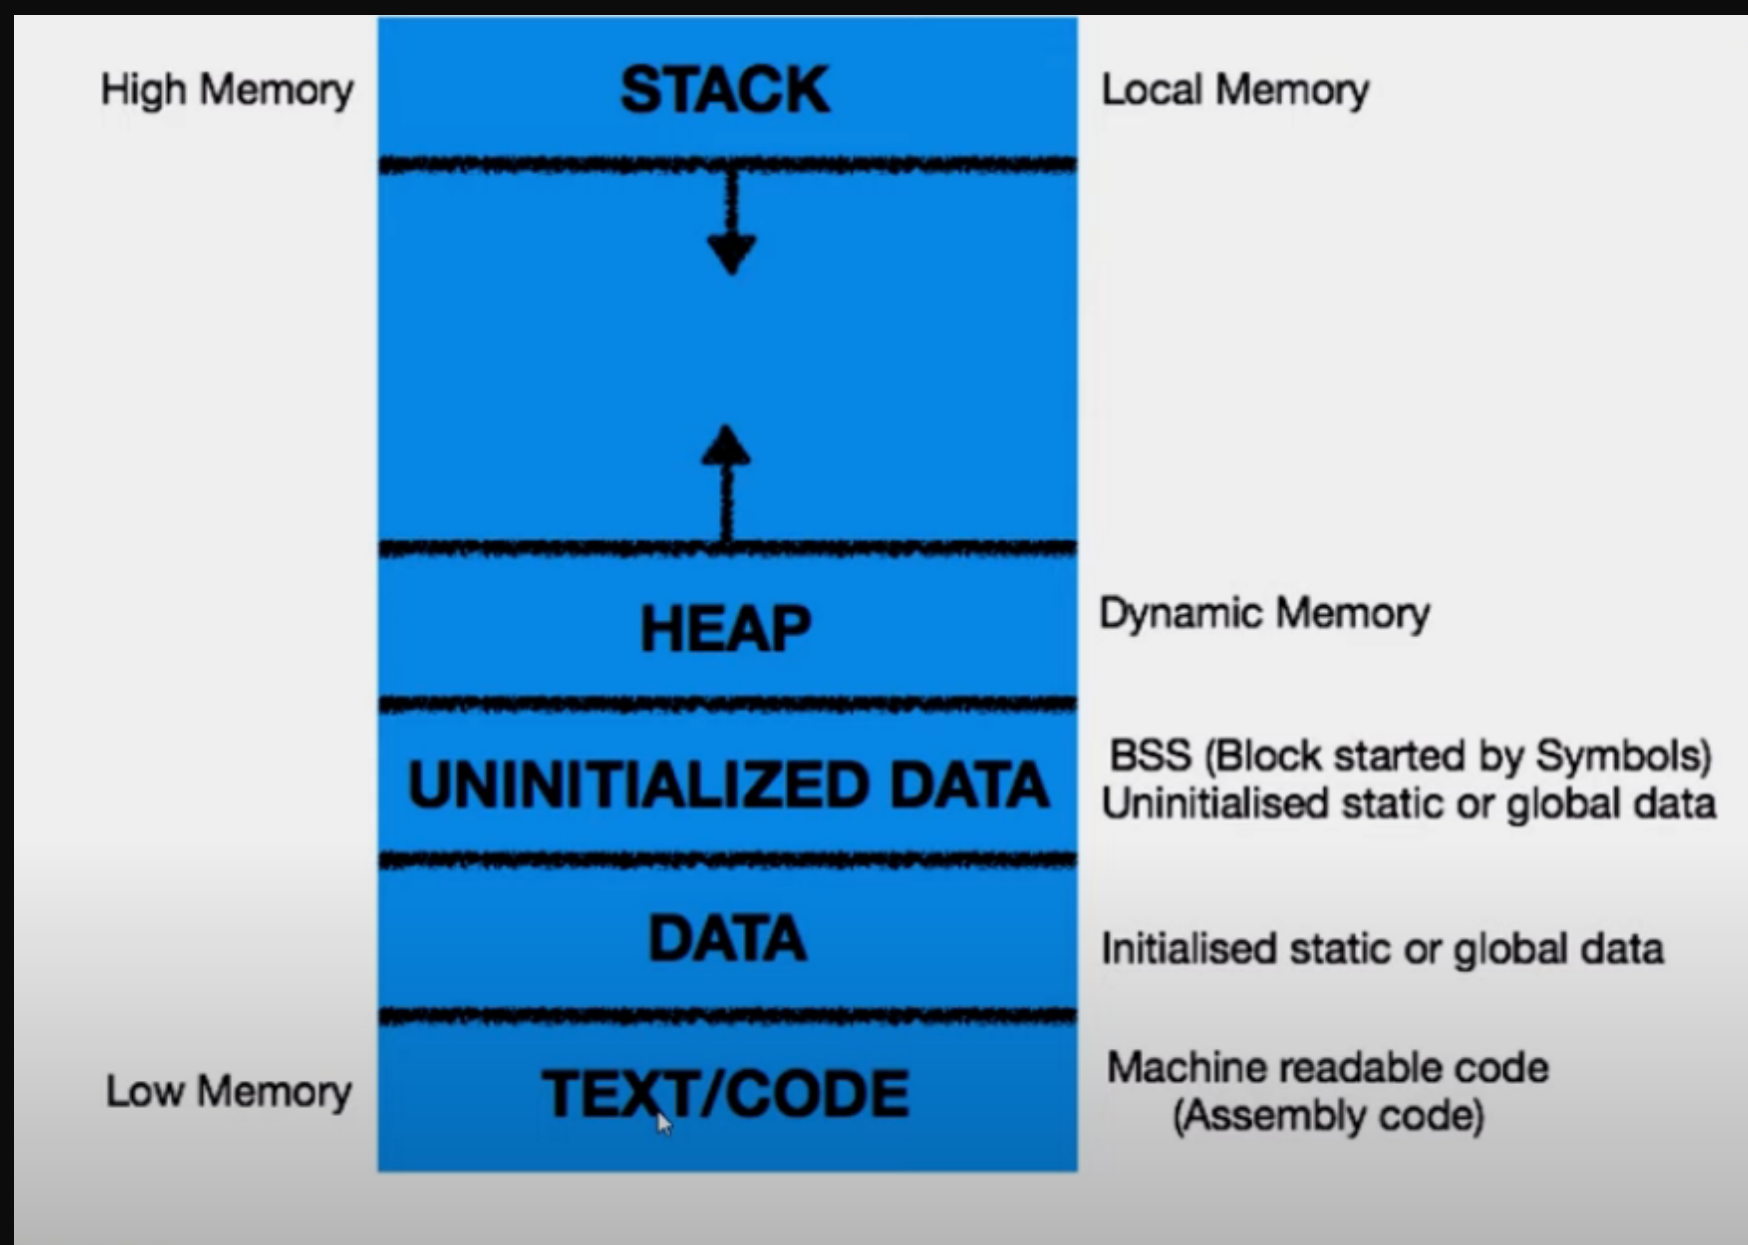 High Memory
STACK
Local Memory
HEAP
Dynamic Memory
UNINITIALIZED DATA
BSS (Block started by Symbols)
Uninitialised static or global data
DATA
Initialised static or global data
Low Memory
TEXT/CODE
Machine readable code
(Assembly code)